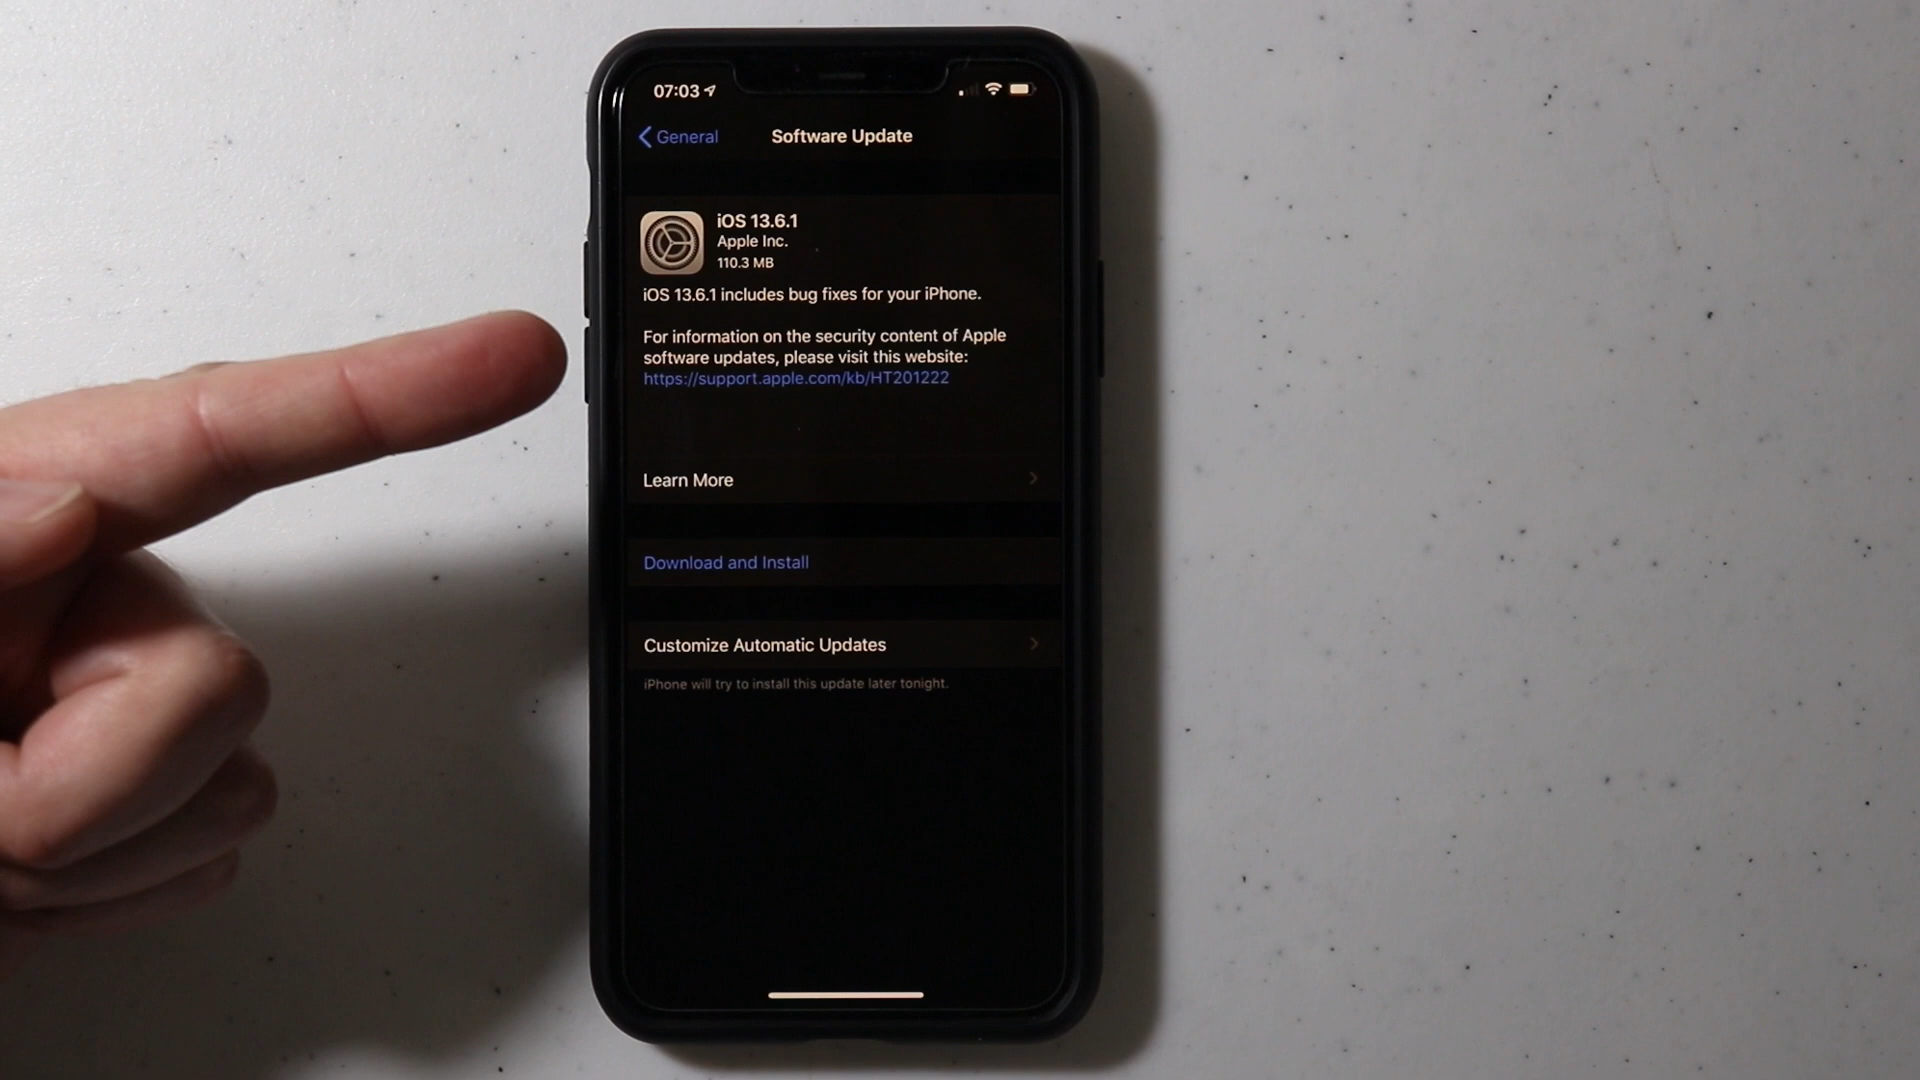 07:03
General
Software Update
iOS 13.6.1
Apple Inc.
110.3 MB
iOS 13.6.1 includes bug fixes for your iPhone.
For information on the security content of Apple
software updates, please visit this website:
https://support.apple.com/kb/HT201222
Learn More
Download and Install
Customize Automatic Updates
iPhone will try to install this update later tonight.